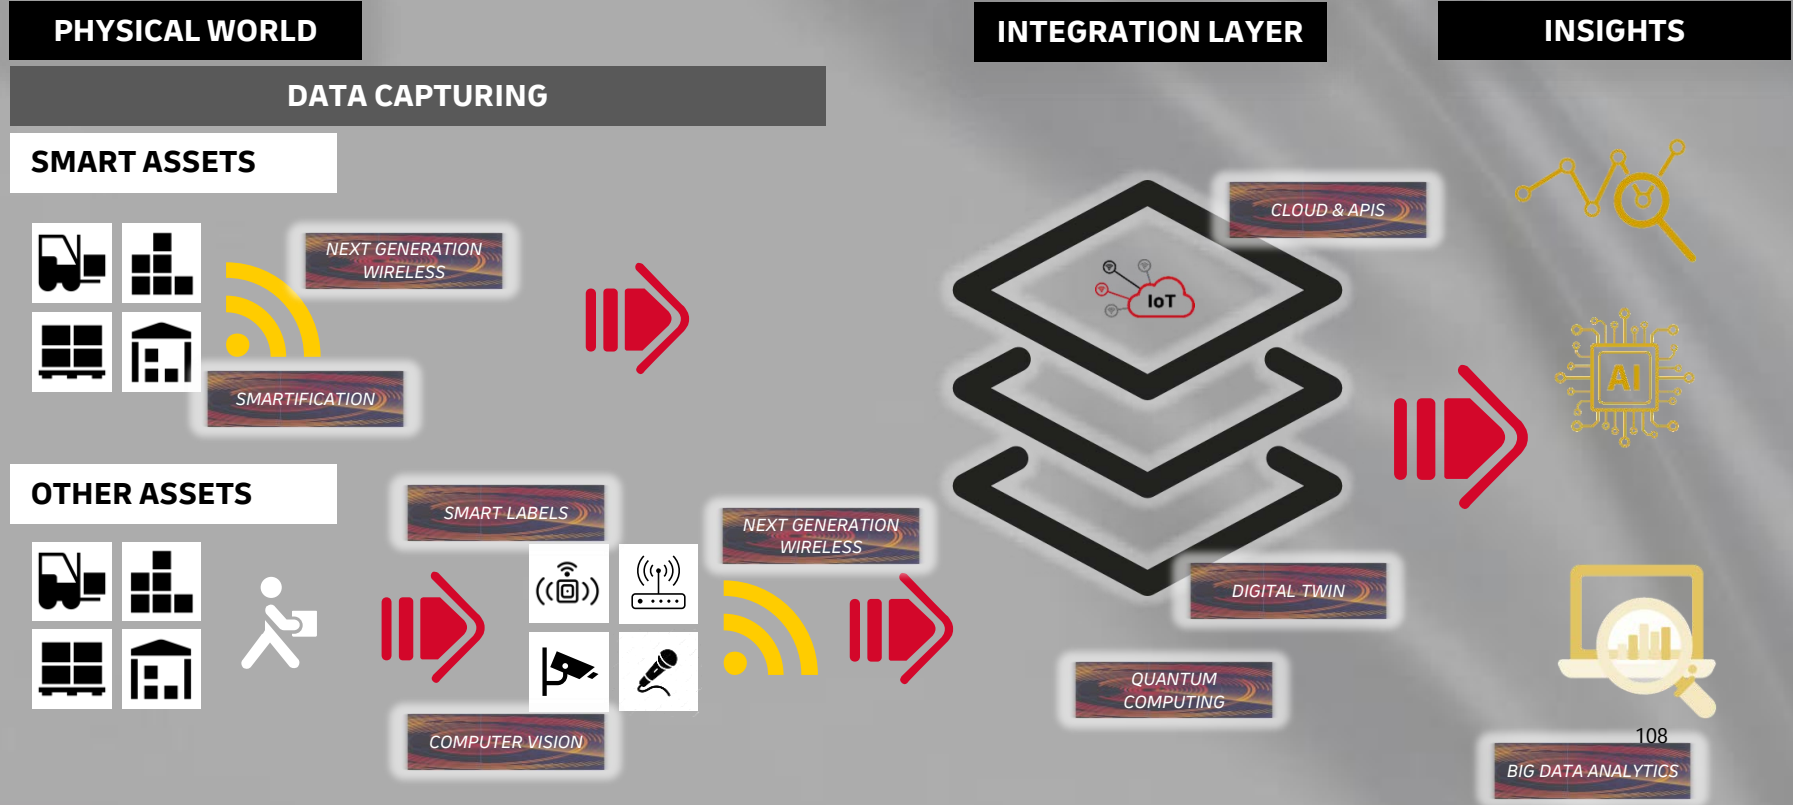 PHYSICAL WORLD
INTEGRATION LAYER
INSIGHTS
DATA CAPTURING
SMART ASSETS
NEXT GENERATION
WIRELESS
SMARTIFICATION
CLOUD & APIS
IoT
AI
OTHER ASSETS
SMART LABELS
NEXT GENERATION
WIRELESS
COMPUTER VISION
DIGITAL TWIN
QUANTUM
COMPUTING
108
BIG DATA ANALYTICS